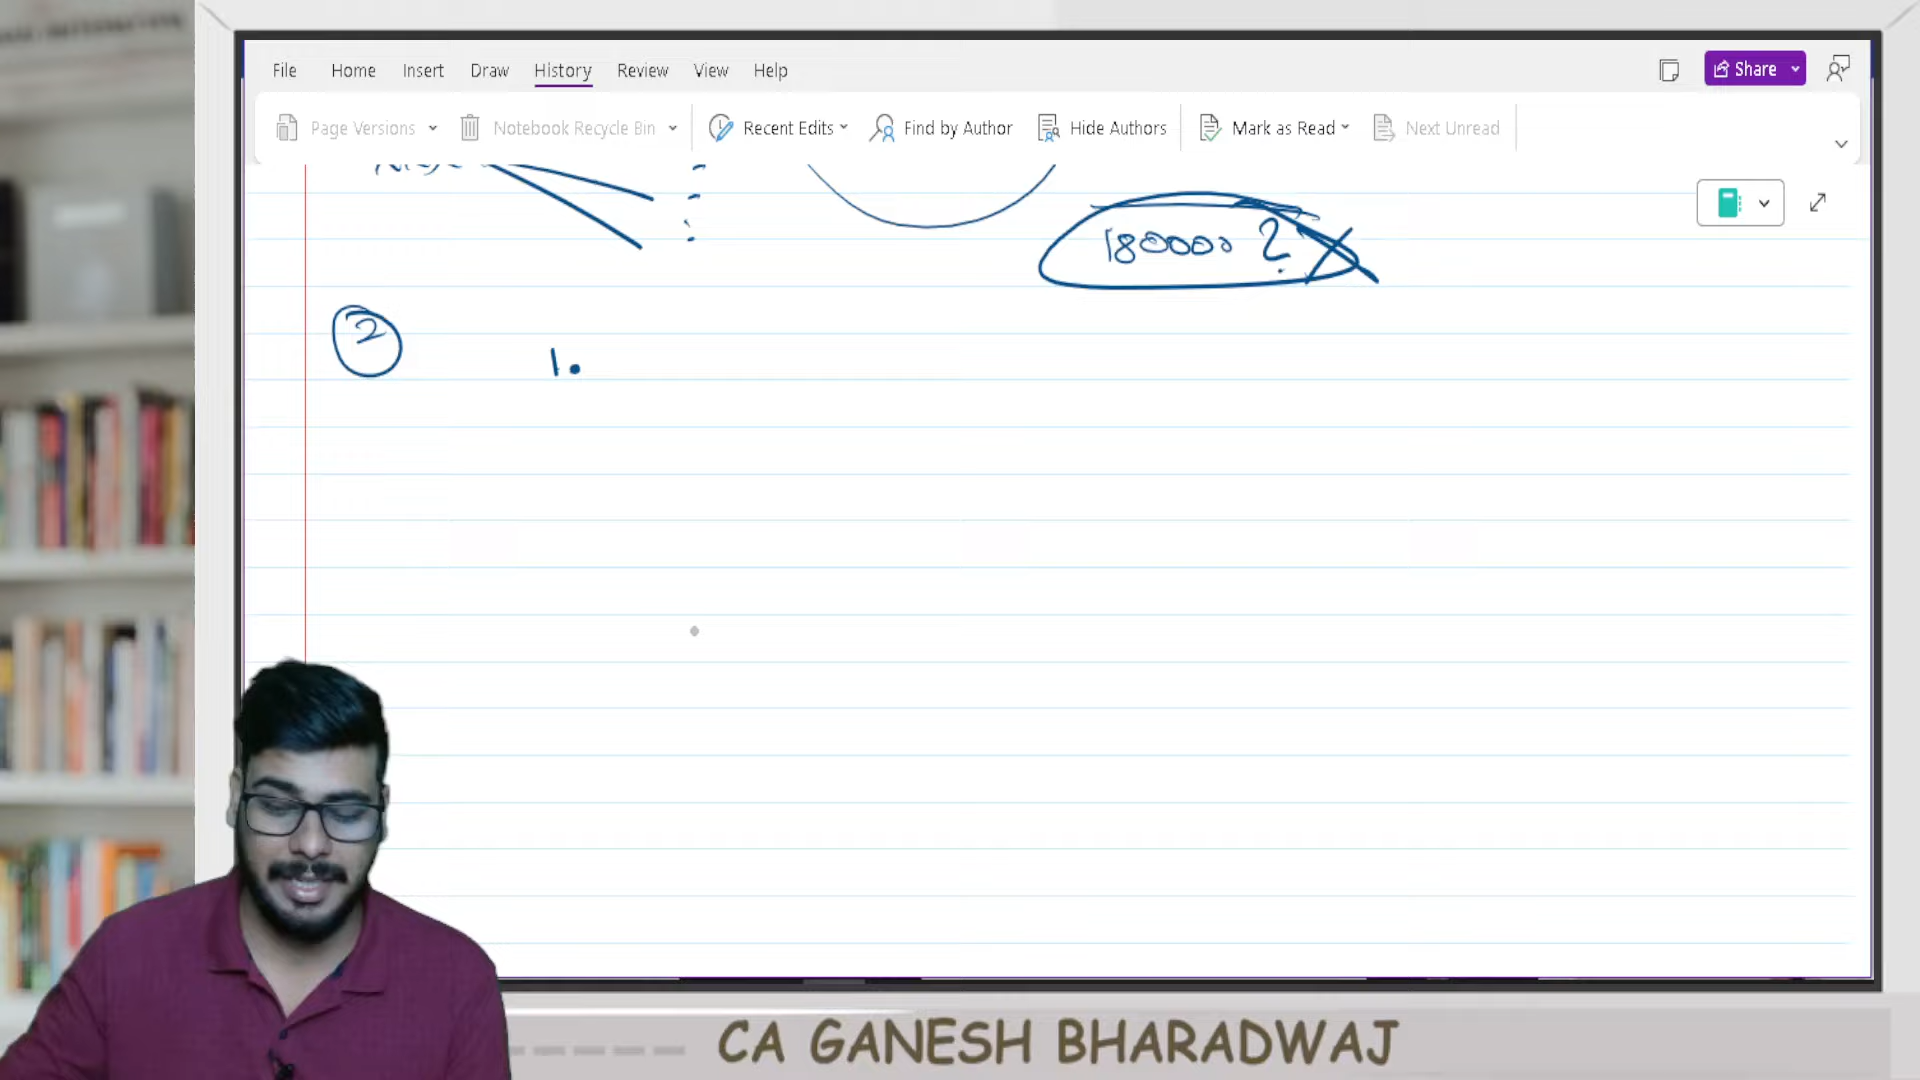 File Home Insert Draw History Review View Help Share
Page Versions Notebook Recycle Bin Recent Edits Find by Author Hide Authors Mark as Read Next Unread
180000 ?
2
1.
CA GANESH BHARADWAJ